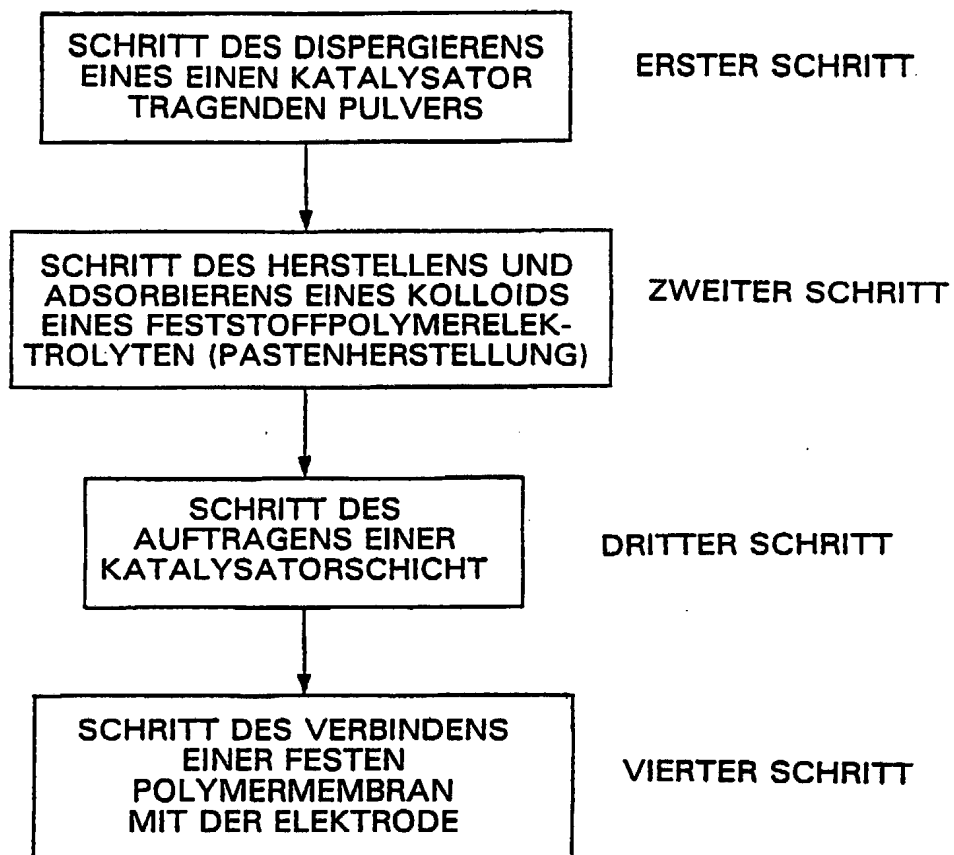 SCHRITT DES DISPERGIERENS
EINES EINEN KATALYSATOR
TRAGENDEN PULVERS
ERSTER SCHRITT
SCHRITT DES HERSTELLENS UND
ADSORBIERENS EINES KOLLOIDS
EINES FESTSTOFFPOLYMERELEK-
TROLYTEN (PASTENHERSTELLUNG)
ZWEITER SCHRITT
SCHRITT DES
AUFTRAGENS EINER
KATALYSATORSCHICHT
DRITTER SCHRITT
SCHRITT DES VERBINDENS
EINER FESTEN
POLYMERMEMBRAN
MIT DER ELEKTRODE
VIERTER SCHRITT